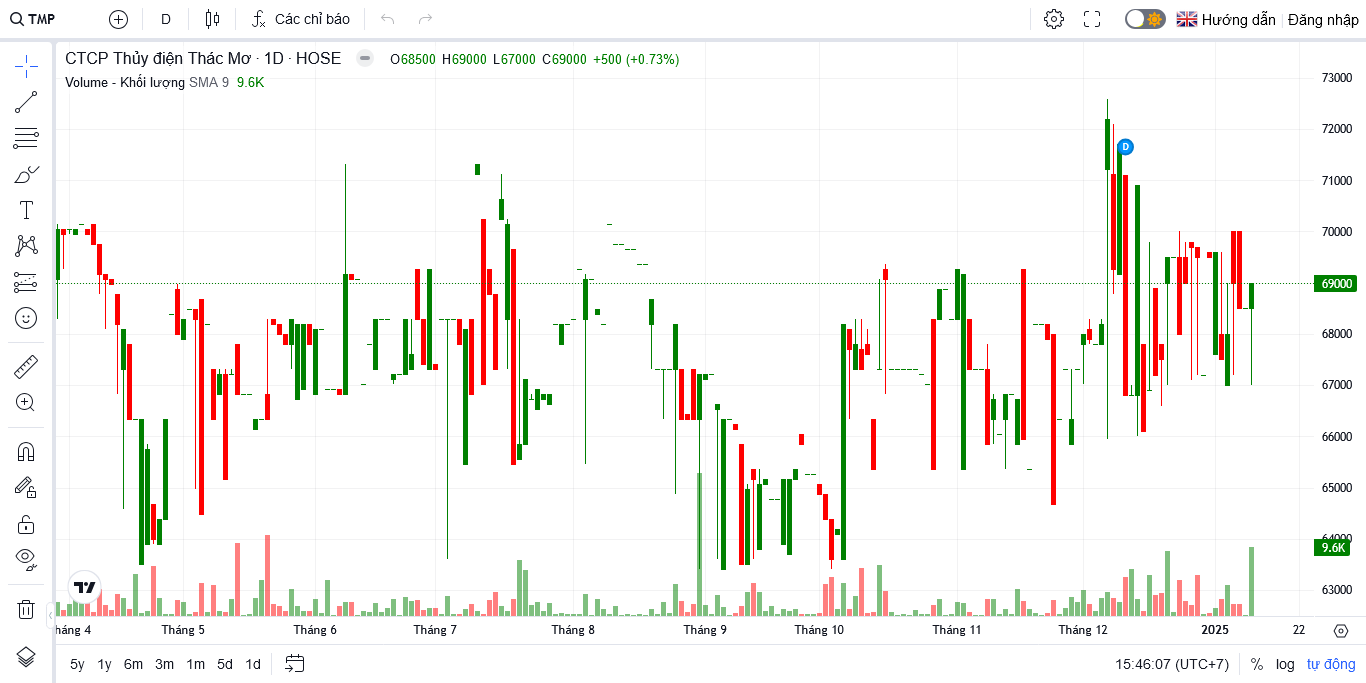 TMP D Các chỉ báo Hướng dẫn Đăng nhập
CTCP Thủy điện Thác Mơ · 1D · HOSE O68500 H69000 L67000 C69000 +500 (+0.73%)
Volume - Khối lượng SMA 9 9.6K
D
73000
72000
71000
70000
69000
68000
67000
66000
65000
64000
9.6K
63000
háng 4 Tháng 5 Tháng 6 Tháng 7 Tháng 8 Tháng 9 Tháng 10 Tháng 11 Tháng 12 2025 22
5y 1y 6m 3m 1m 5d 1d 15:46:07 (UTC+7) % log tự động